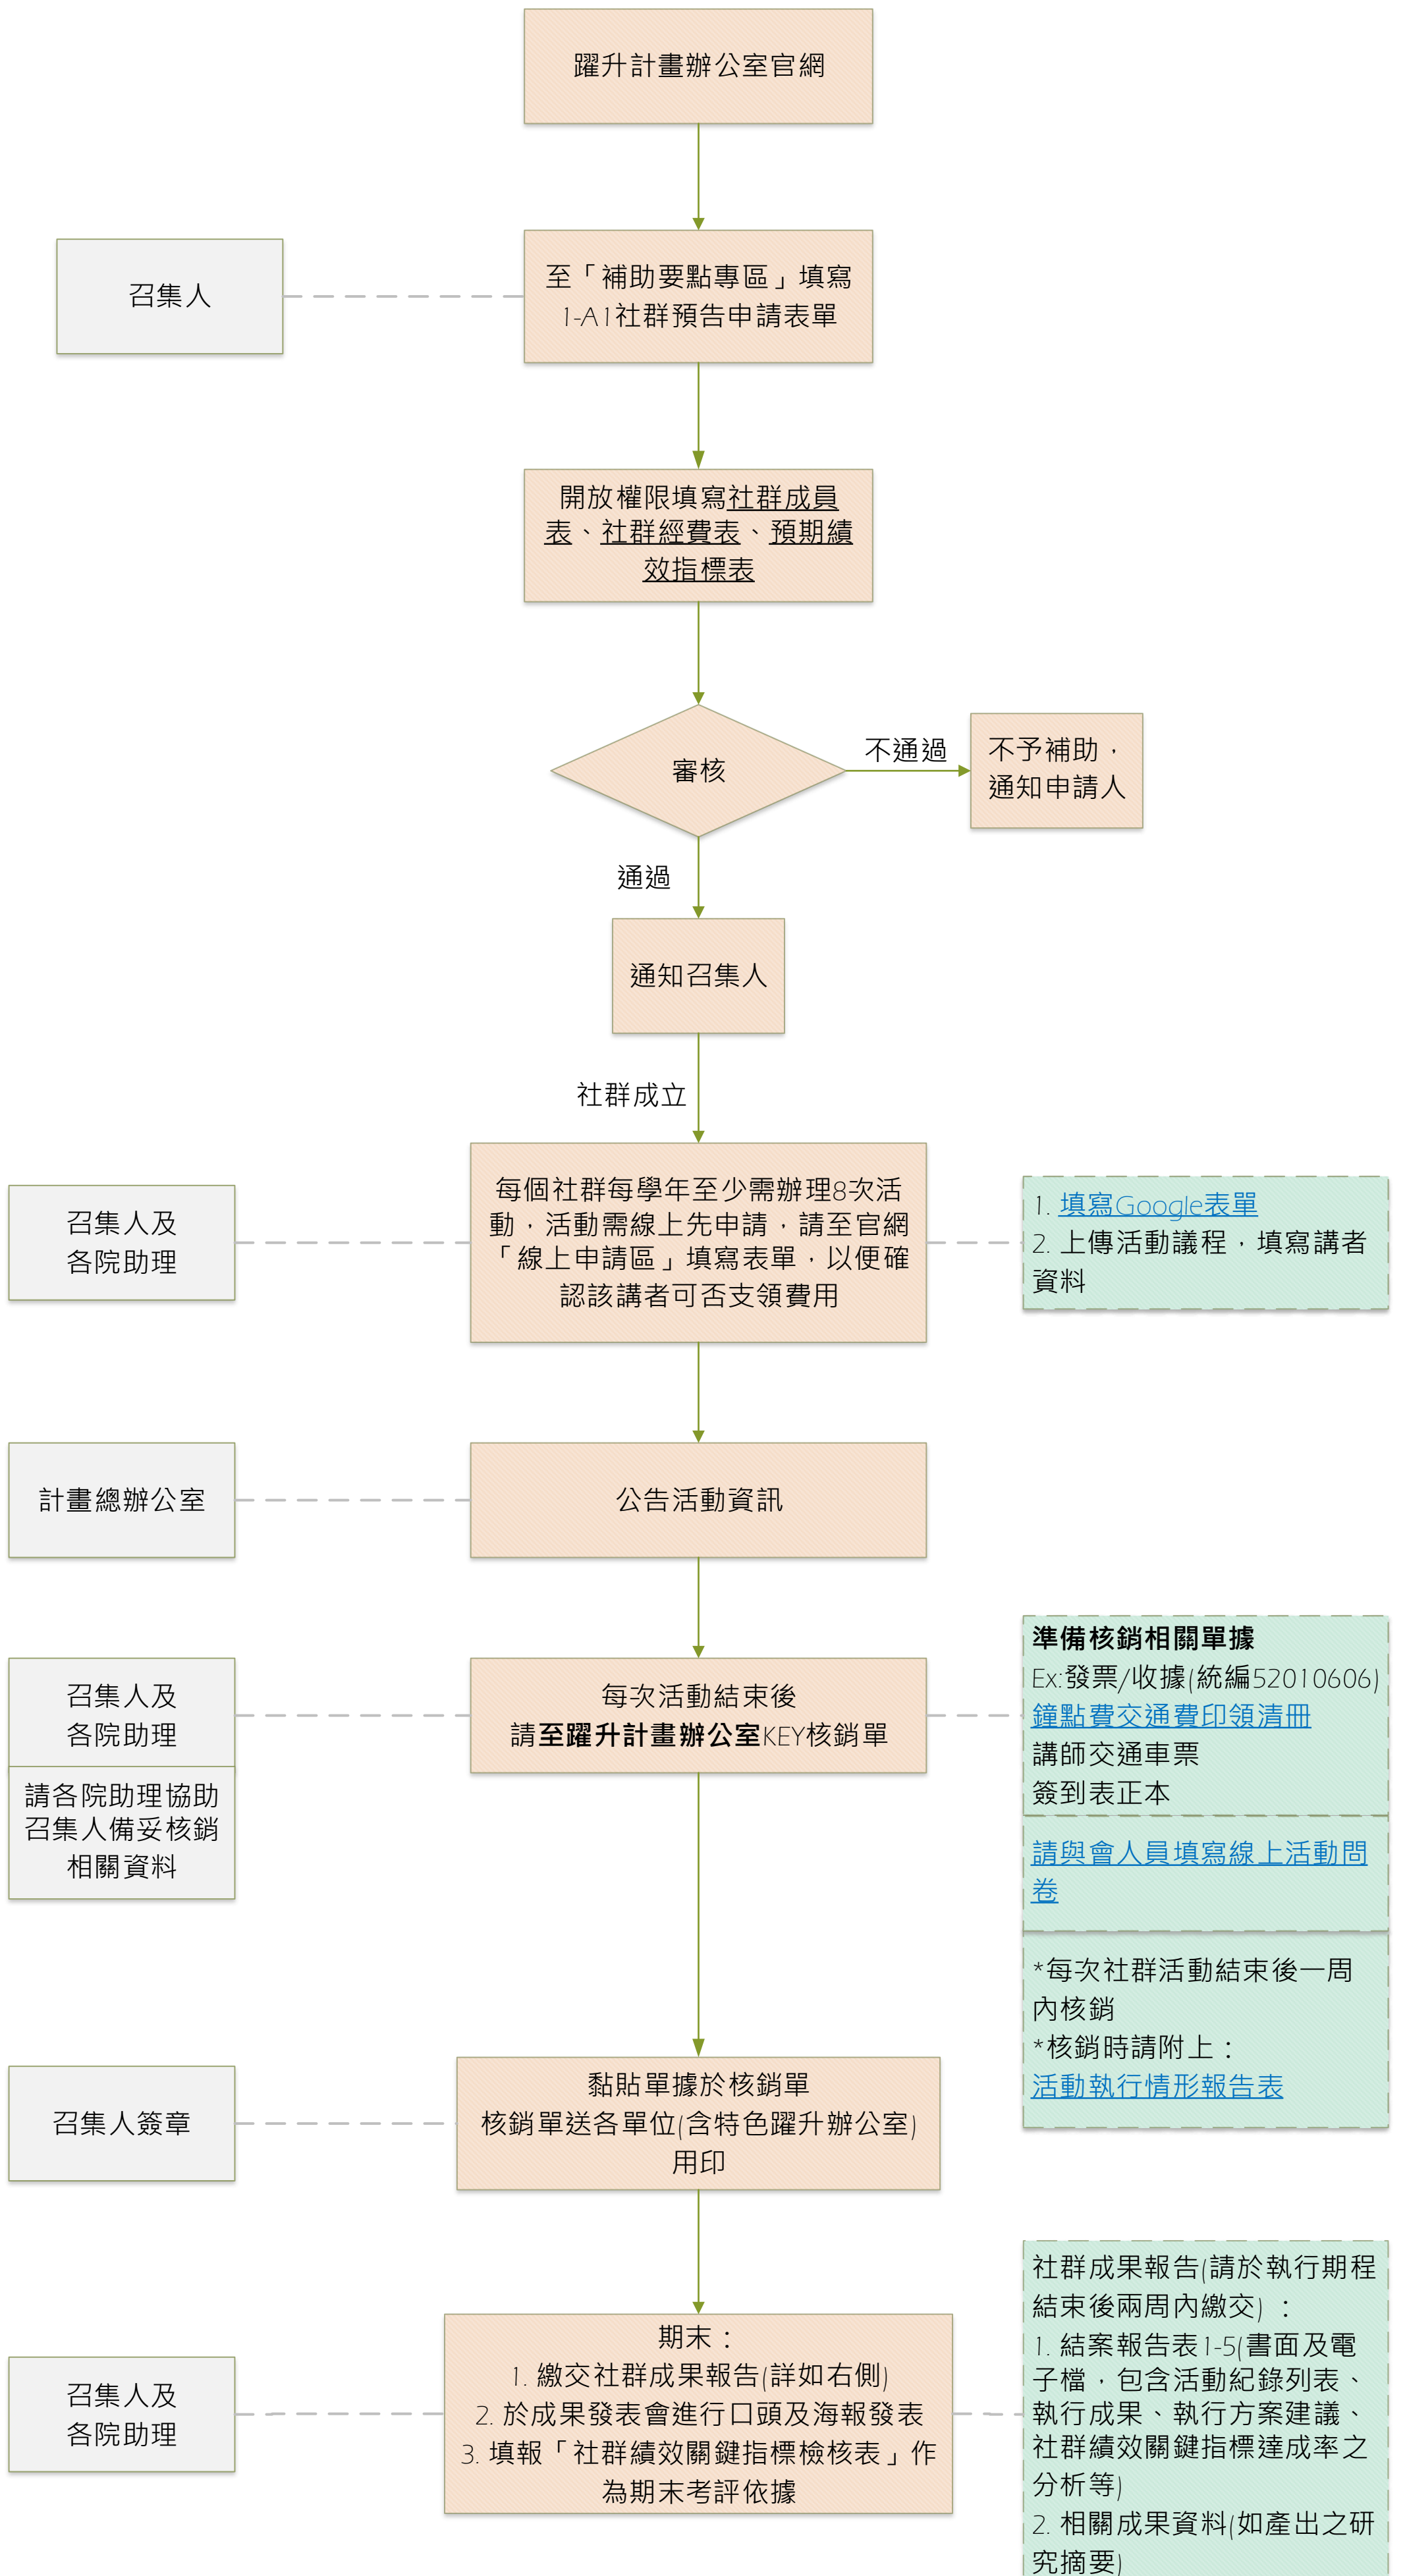 躍升計畫辦公室官網
召集人
至「補助要點專區」填寫
1-A1社群預告申請表單
開放權限填寫社群成員
表、社群經費表、預期績
效指標表
審核
不通過
不予補助，
通知申請人
通過
通知召集人
社群成立
召集人及
各院助理
每個社群每學年至少需辦理8次活
動，活動需線上先申請，請至官網
「線上申請區」填寫表單，以便確
認該講者可否支領費用
1. 填寫Google表單
2. 上傳活動議程，填寫講者
資料
計畫總辦公室
公告活動資訊
召集人及
各院助理
請各院助理協助
召集人備妥核銷
相關資料
每次活動結束後
請至躍升計畫辦公室KEY核銷單
準備核銷相關單據
Ex:發票/收據(統編52010606)
鐘點費交通費印領清冊
講師交通車票
簽到表正本
請與會人員填寫線上活動問
卷
*每次社群活動結束後一周
內核銷
*核銷時請附上：
活動執行情形報告表
召集人簽章
黏貼單據於核銷單
核銷單送各單位(含特色躍升辦公室)
用印
召集人及
各院助理
期末：
1. 繳交社群成果報告(詳如右側)
2. 於成果發表會進行口頭及海報發表
3. 填報「社群績效關鍵指標檢核表」作
為期末考評依據
社群成果報告(請於執行期程
結束後兩周內繳交) ：
1. 結案報告表1-5(書面及電
子檔，包含活動紀錄列表、
執行成果、執行方案建議、
社群績效關鍵指標達成率之
分析等)
2. 相關成果資料(如產出之研
究摘要)